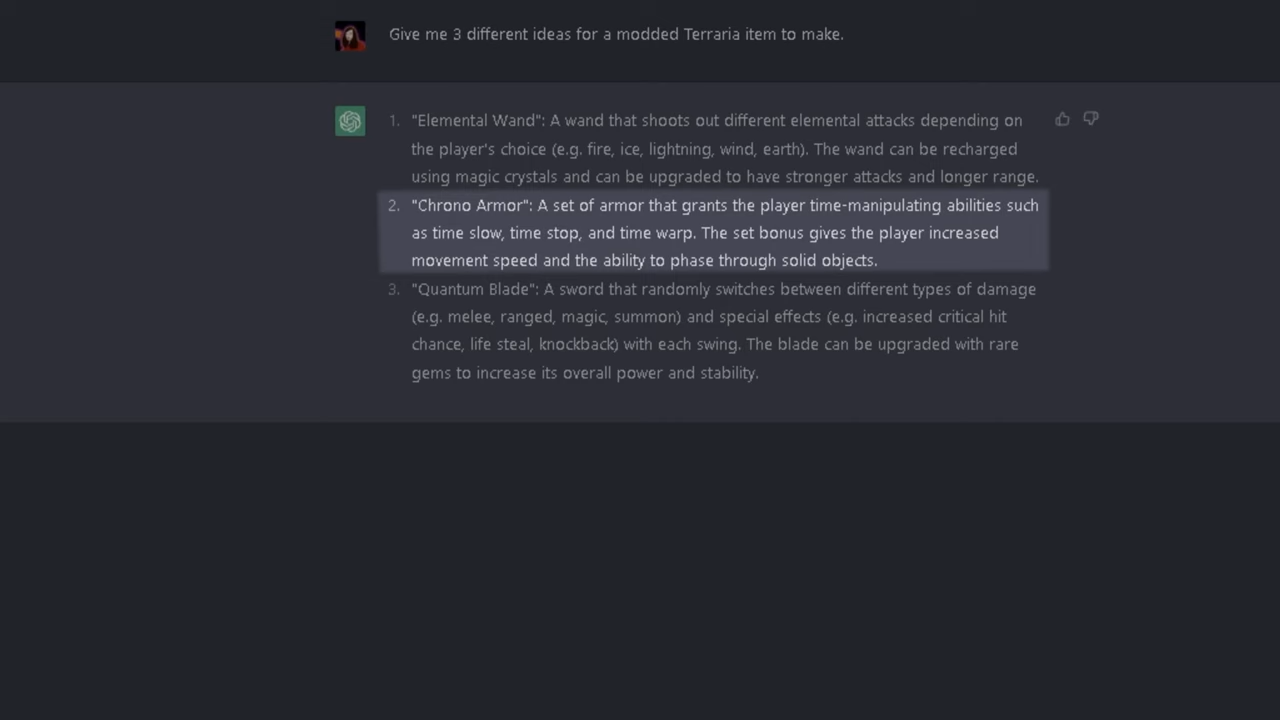 Give me 3 different ideas for a modded Terraria item to make.
1. "Elemental Wand": A wand that shoots out different elemental attacks depending on
the player's choice (e.g. fire, ice, lightning, wind, earth). The wand can be recharged
using magic crystals and can be upgraded to have stronger attacks and longer range.
2. "Chrono Armor": A set of armor that grants the player time-manipulating abilities such
as time slow, time stop, and time warp. The set bonus gives the player increased
movement speed and the ability to phase through solid objects.
3. "Quantum Blade": A sword that randomly switches between different types of damage
(e.g. melee, ranged, magic, summon) and special effects (e.g. increased critical hit
chance, life steal, knockback) with each swing. The blade can be upgraded with rare
gems to increase its overall power and stability.